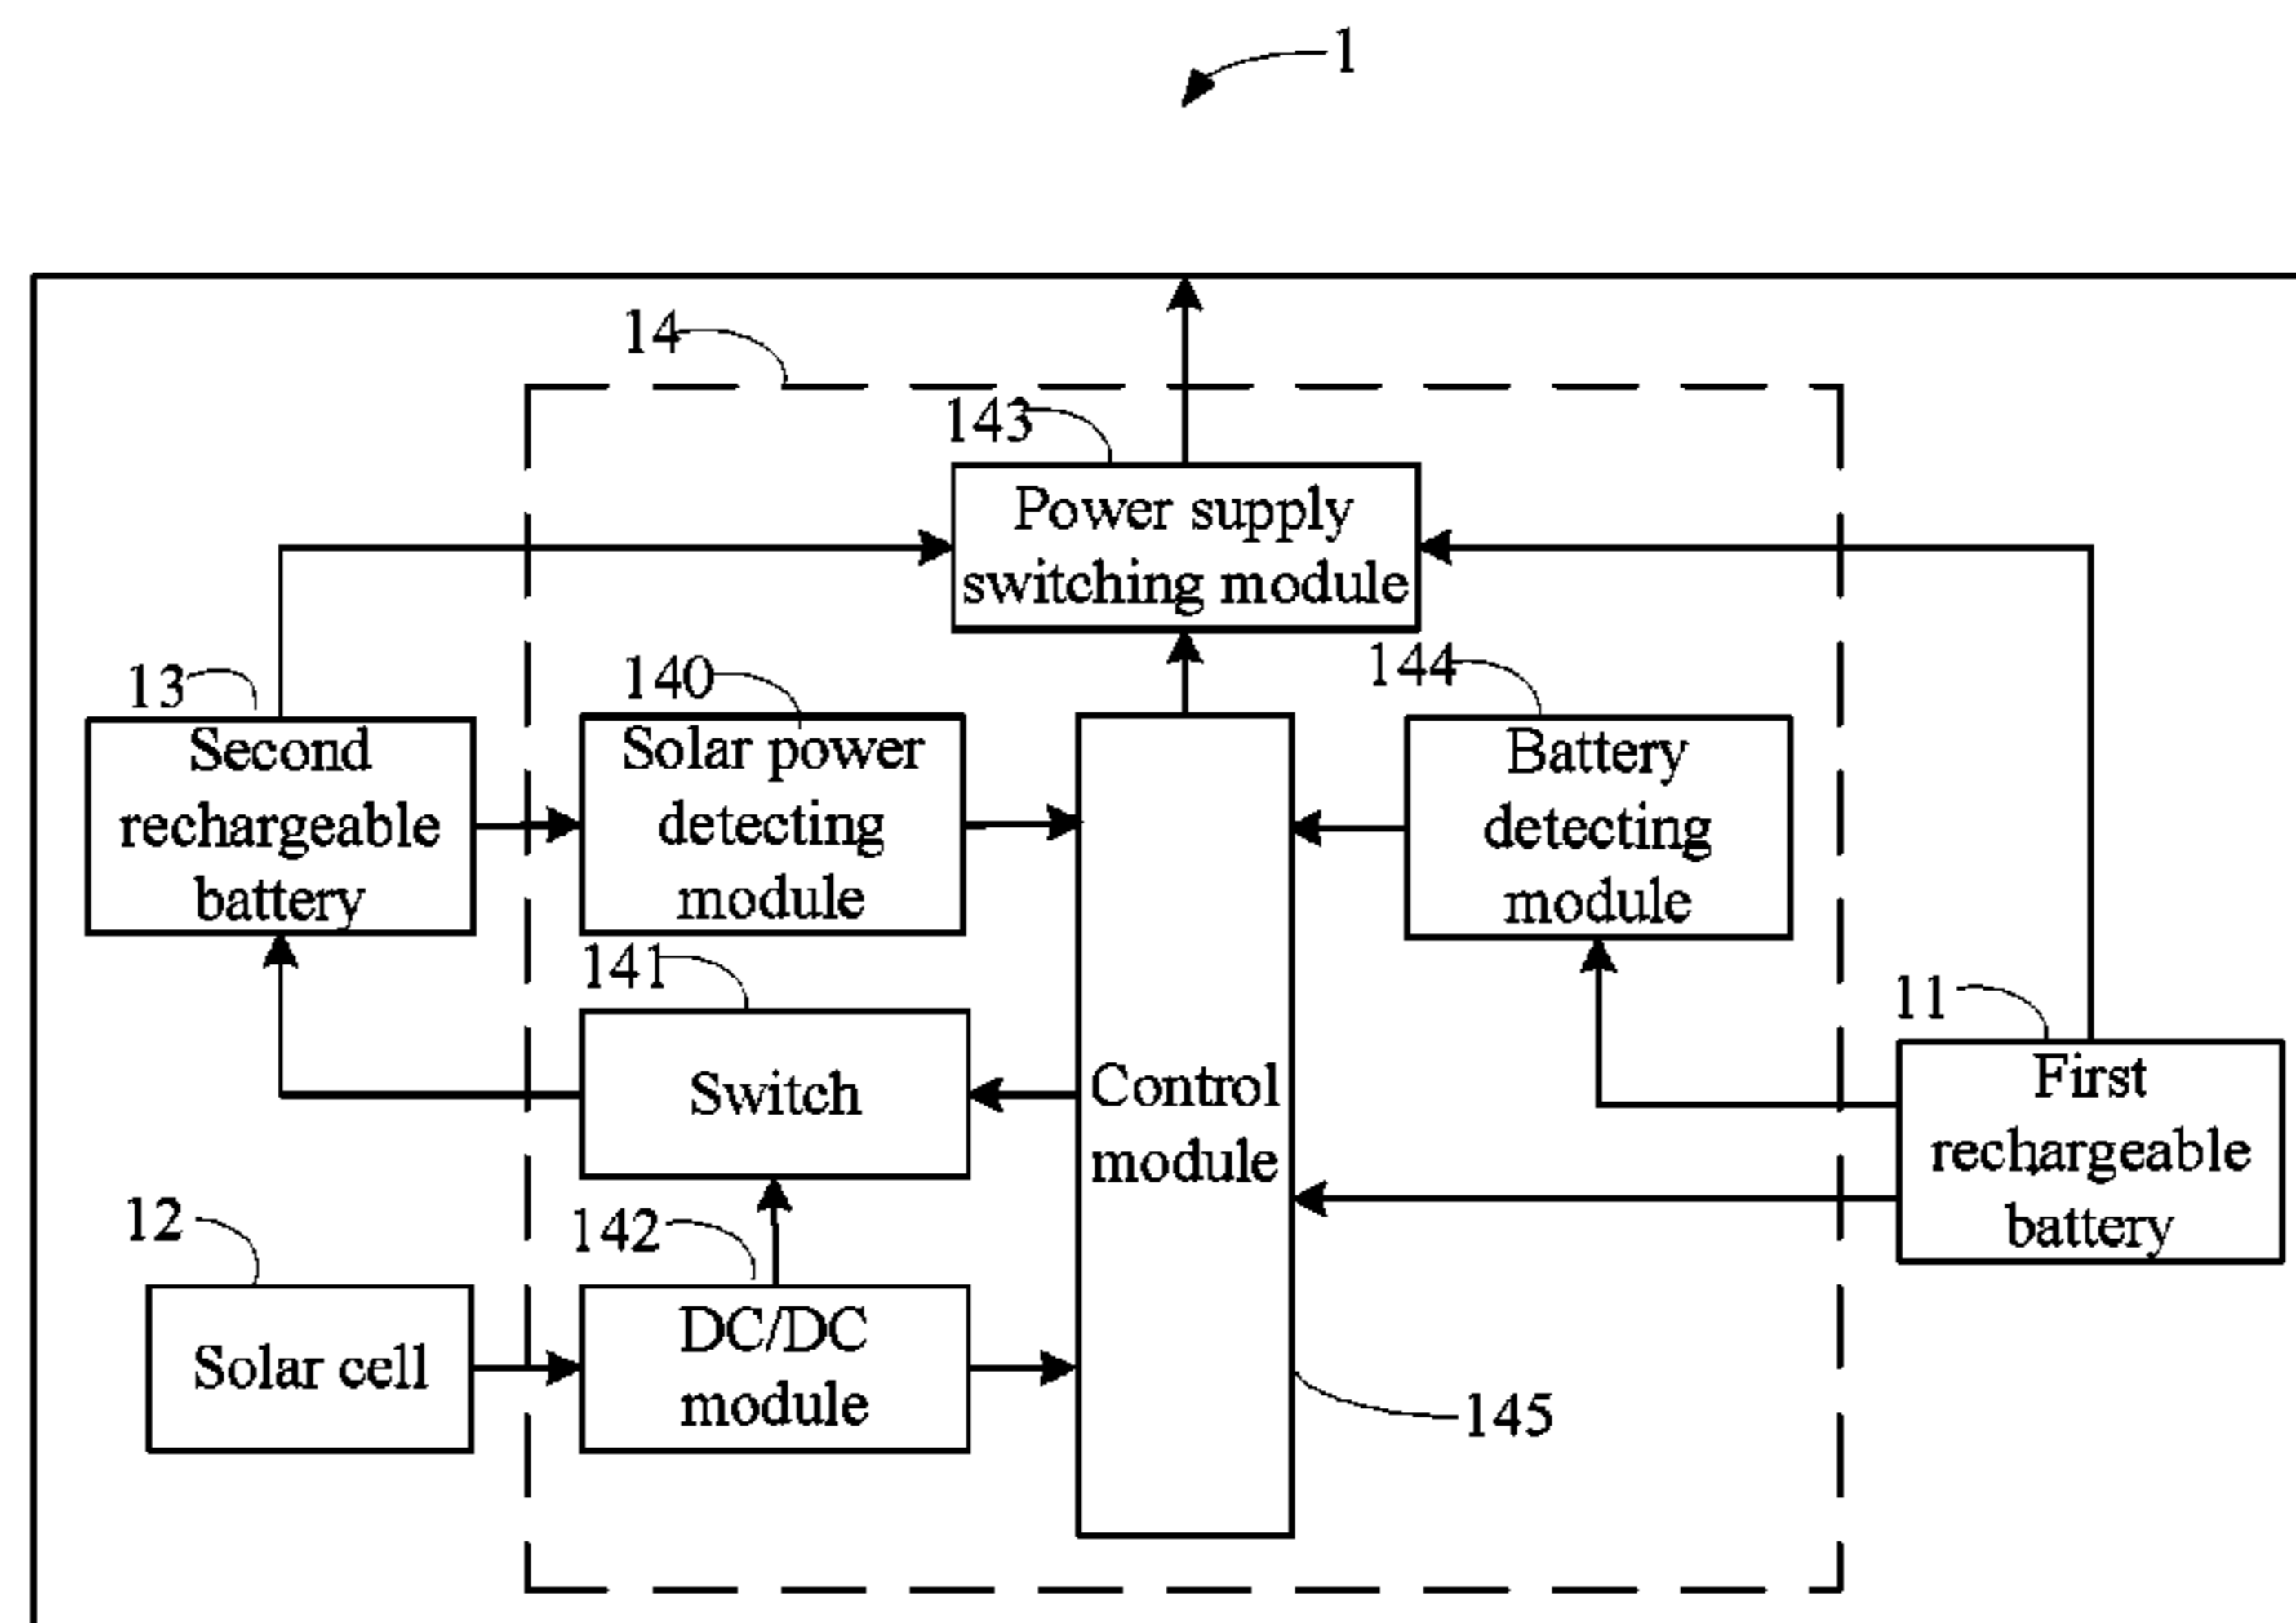 1
14
143
Power supply
switching module
13
140
144
Second
rechargeable
battery
Solar power
detecting
module
Battery
detecting
module
141
11
Switch
Control
module
First
rechargeable
battery
12
142
Solar cell
DC/DC
module
145